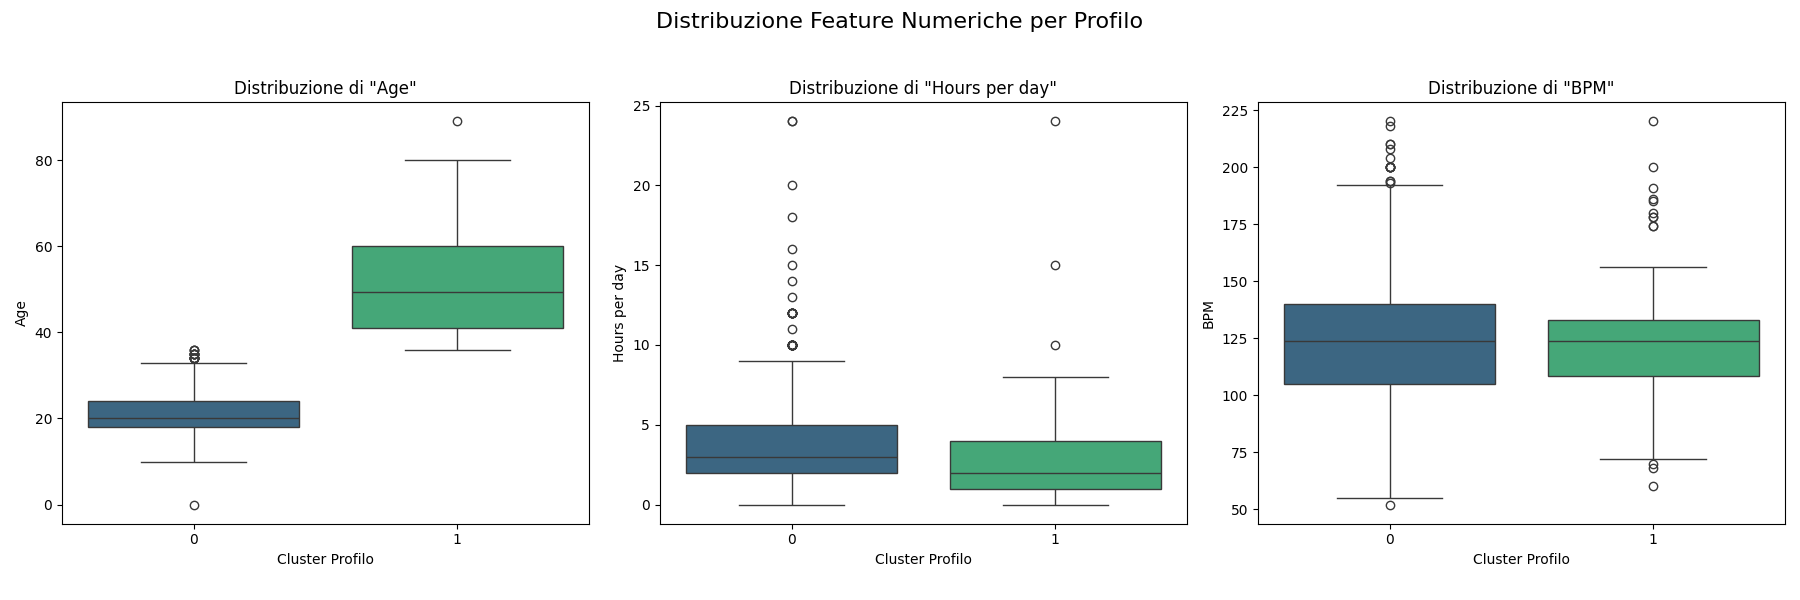 Distribuzione Feature Numeriche per Profilo
Distribuzione di "Age"
Age
80
60
40
20
0
0 1
Cluster Profilo
Distribuzione di "Hours per day"
Hours per day
25
20
15
10
5
0
0 1
Cluster Profilo
Distribuzione di "BPM"
BPM
225
200
175
150
125
100
75
50
0 1
Cluster Profilo